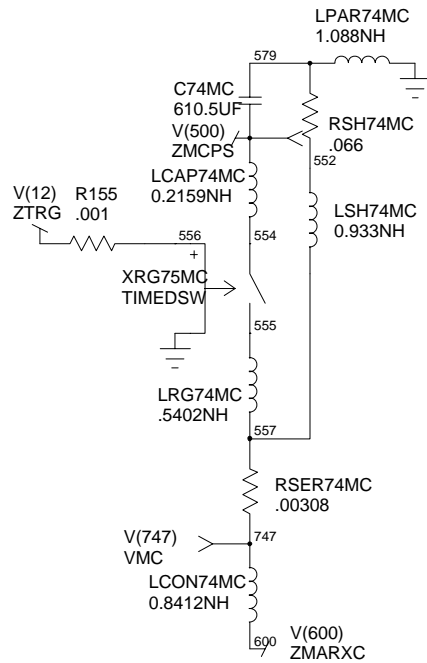 LPAR74MC
1.088NH
579
C74MC
610.5UF
V(500)
ZMCPS
RSH74MC
.066
552
LCAP74MC
0.2159NH
LSH74MC
0.933NH
V(12)
ZTRG
R155
.001
556
+
554
XRG75MC
TIMEDSW
555
LRG74MC
.5402NH
557
RSER74MC
.00308
V(747)
VMC
747
LCON74MC
0.8412NH
600
V(600)
ZMARXC